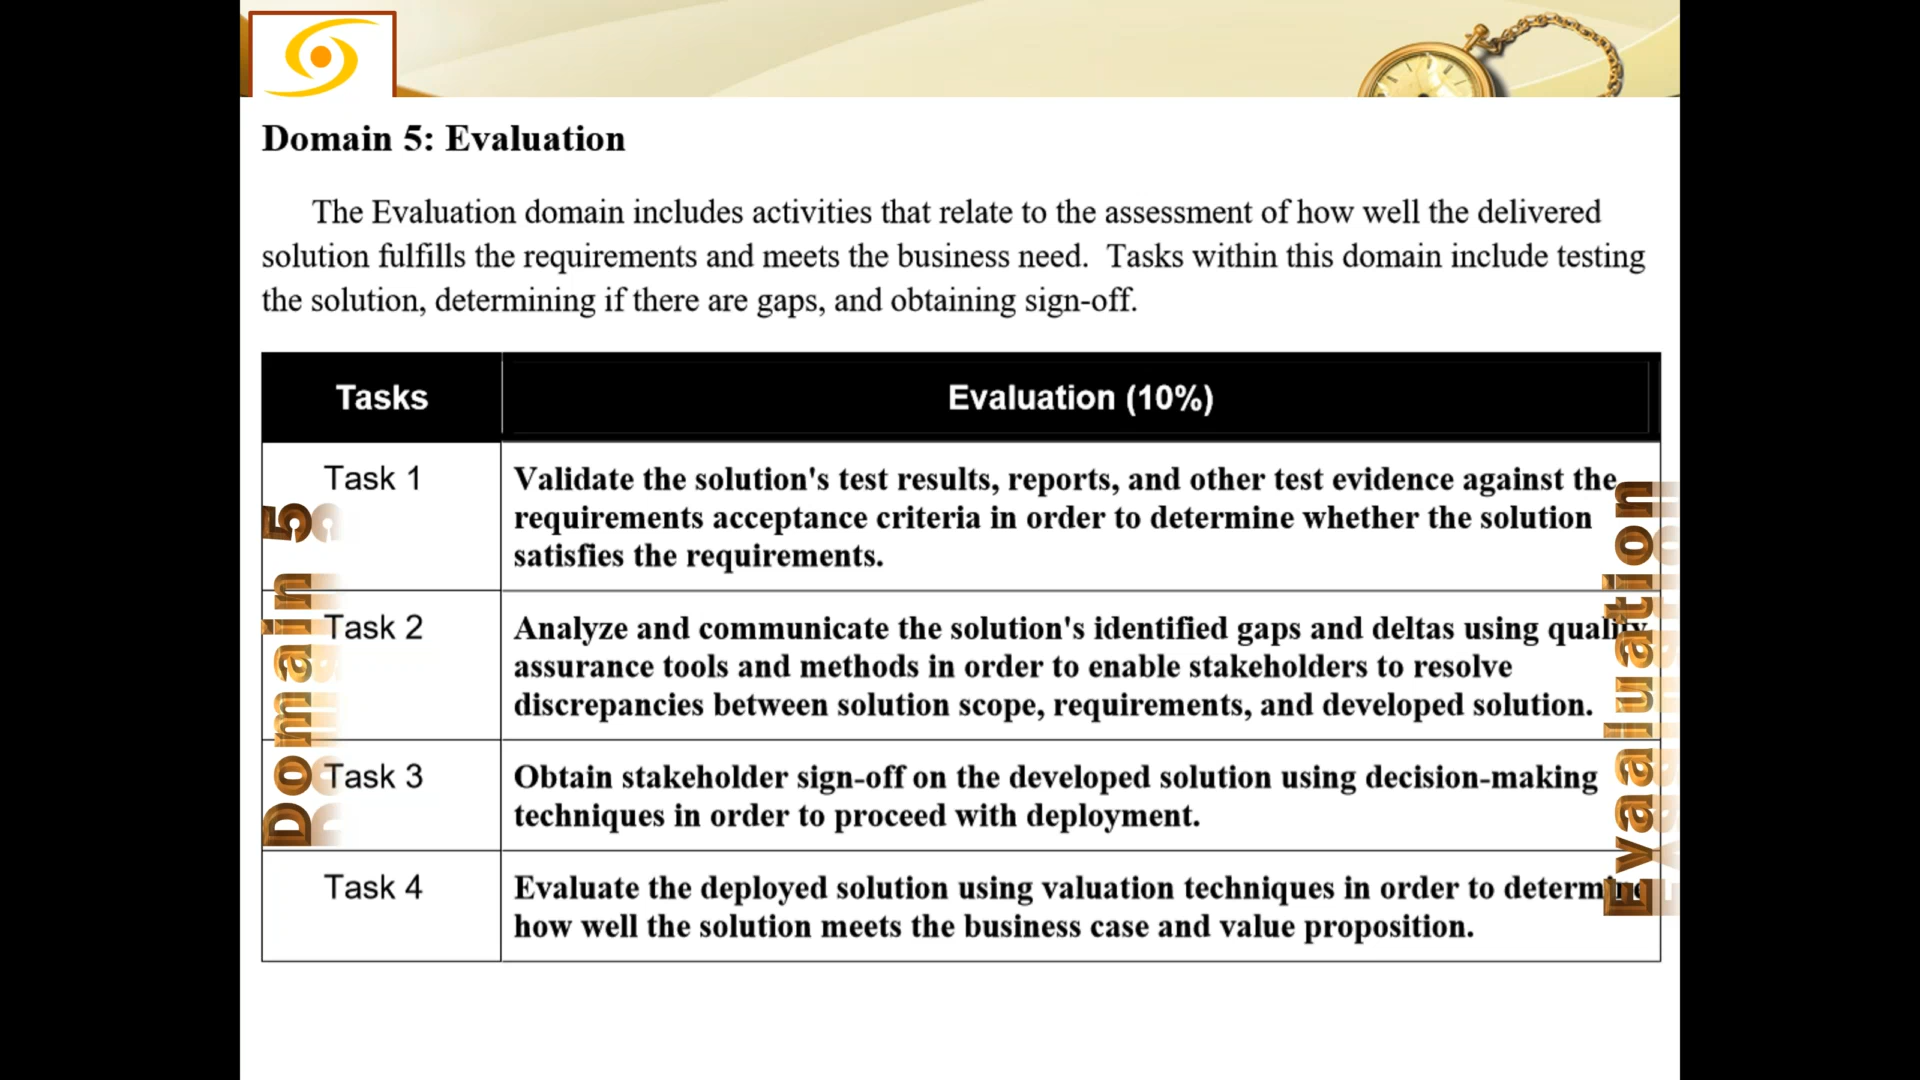 Domain 5: Evaluation
The Evaluation domain includes activities that relate to the assessment of how well the delivered
solution fulfills the requirements and meets the business need. Tasks within this domain include testing
the solution, determining if there are gaps, and obtaining sign-off.
Tasks
Evaluation (10%)
Task 1
Validate the solution's test results, reports, and other test evidence against the
requirements acceptance criteria in order to determine whether the solution
satisfies the requirements.
Task 2
Analyze and communicate the solution's identified gaps and deltas using quality
assurance tools and methods in order to enable stakeholders to resolve
discrepancies between solution scope, requirements, and developed solution.
Task 3
Obtain stakeholder sign-off on the developed solution using decision-making
techniques in order to proceed with deployment.
Task 4
Evaluate the deployed solution using valuation techniques in order to determine
how well the solution meets the business case and value proposition.
Domain 5
Evaaluation